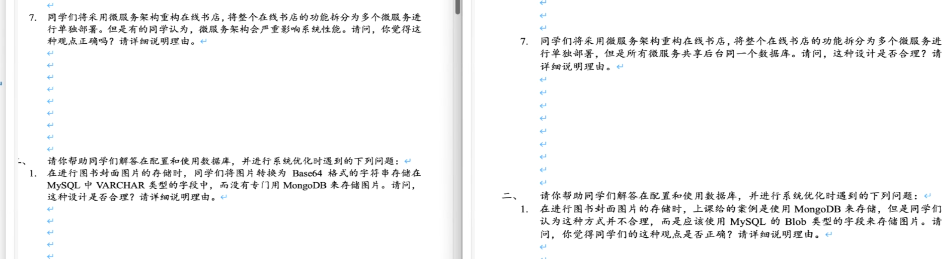 7. 同学们将采用微服务架构重构在线书店，将整个在线书店的功能拆分为多个微服务进
行单独部署。但是有的同学认为，微服务架构会严重影响系统性能。请问，你觉得这
种观点正确吗？请详细说明理由。
二、 请你帮助同学们解答在配置和使用数据库，并进行系统优化时遇到的下列问题：
1. 在进行图书封面图片的存储时，同学们将图片转换为 Base64 格式的字符串存储在
MySQL 中 VARCHAR 类型的字段中，而没有专门用 MongoDB 来存储图片。请问，
这种设计是否合理？请详细说明理由。
7. 同学们将采用微服务架构重构在线书店，将整个在线书店的功能拆分为多个微服务进
行单独部署，但是所有微服务共享后台同一个数据库。请问，这种设计是否合理？请
详细说明理由。
二、 请你帮助同学们解答在配置和使用数据库，并进行系统优化时遇到的下列问题：
1. 在进行图书封面图片的存储时，上课给的案例是使用 MongoDB 来存储，但是同学们
认为这种方式并不合理，而是应该使用 MySQL 的 Blob 类型的字段来存储图片。请
问，你觉得同学们的这种观点是否正确？请详细说明理由。